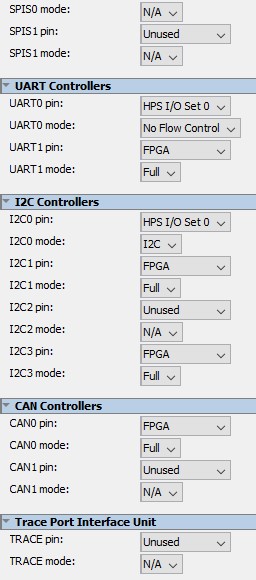 SPIS0 mode: N/A
SPIS1 pin: Unused
SPIS1 mode: N/A
UART Controllers
UART0 pin: HPS I/O Set 0
UART0 mode: No Flow Control
UART1 pin: FPGA
UART1 mode: Full
I2C Controllers
I2C0 pin: HPS I/O Set 0
I2C0 mode: I2C
I2C1 pin: FPGA
I2C1 mode: Full
I2C2 pin: Unused
I2C2 mode: N/A
I2C3 pin: FPGA
I2C3 mode: Full
CAN Controllers
CAN0 pin: FPGA
CAN0 mode: Full
CAN1 pin: Unused
CAN1 mode: N/A
Trace Port Interface Unit
TRACE pin: Unused
TRACE mode: N/A